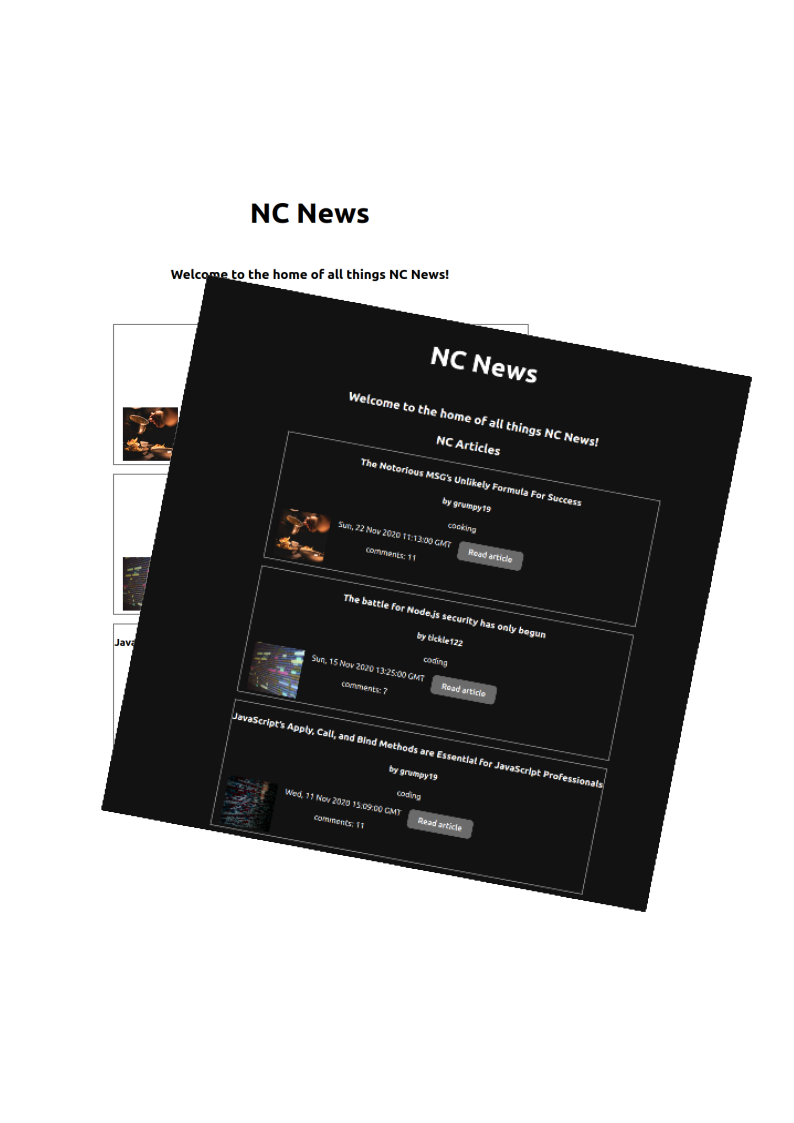 NC News
Welcome to the home of all things NC News!
Java
NC News
Welcome to the home of all things NC News!
NC Articles
The Notorious MSG's Unlikely Formula For Success
by grumpy19
cooking
Sun, 22 Nov 2020 11:13:00 GMT
comments: 11
Read article
The battle for Node.js security has only begun
by tickle122
coding
Sun, 15 Nov 2020 13:25:00 GMT
comments: 7
Read article
JavaScript's Apply, Call, and Bind Methods are Essential for JavaScript Professionals
by grumpy19
coding
Wed, 11 Nov 2020 15:09:00 GMT
comments: 11
Read article